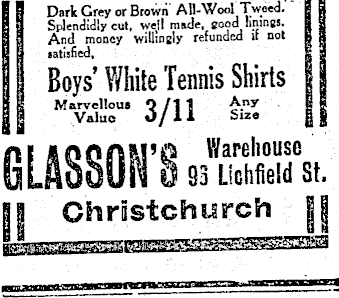 Dark Grey or Brown All-Wool Tweed.
Splendidly cut, well made, good linings.
And money willingly refunded if not
satisfied.
Boys' White Tennis Shirts
Marvellous Value 3/11 Any Size
GLASSON'S Warehouse
95 Lichfield St.
Christchurch